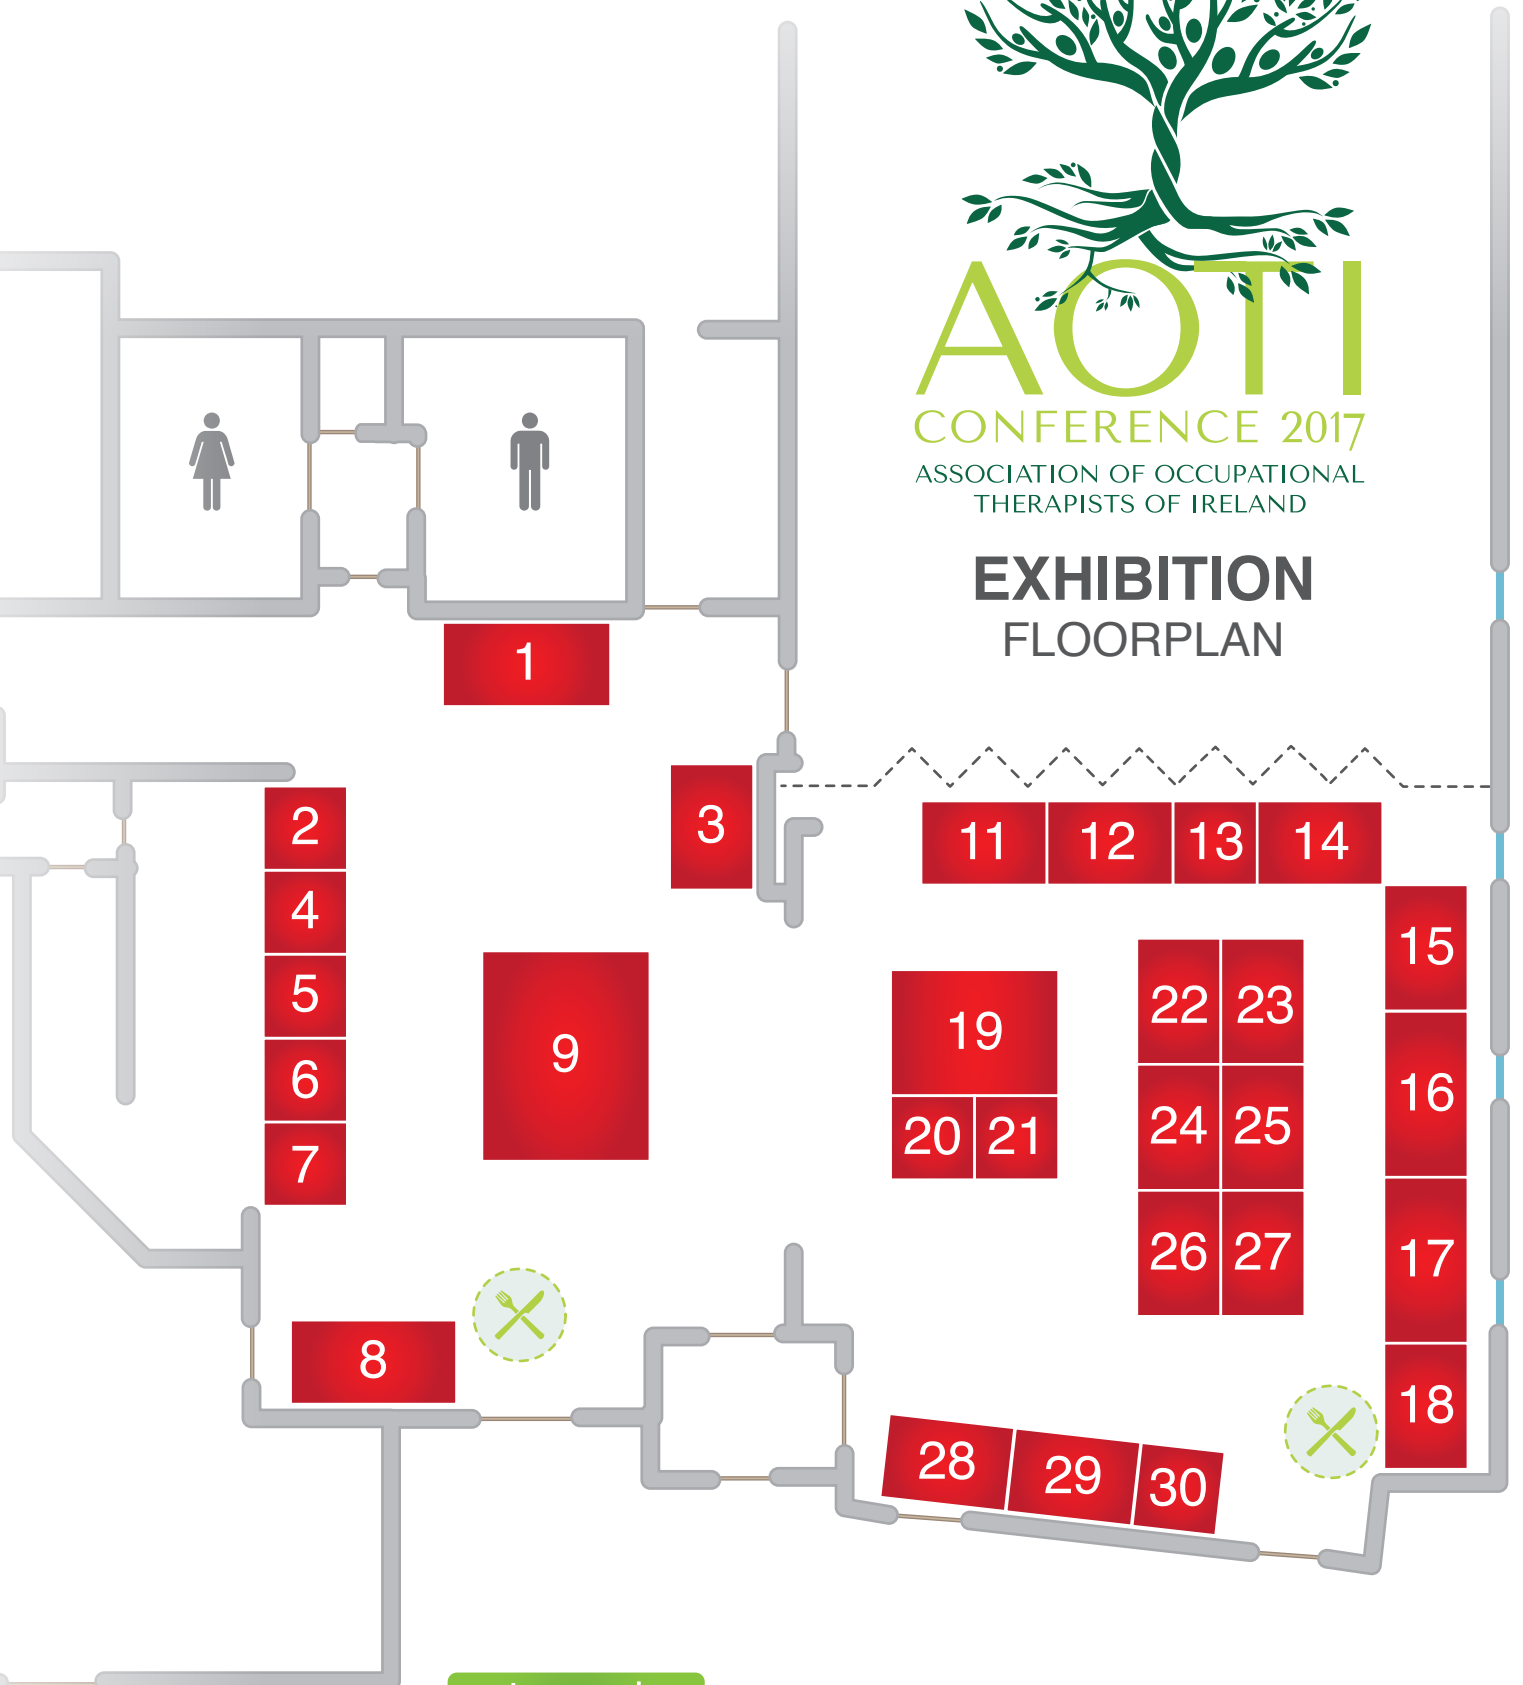 AOTI
CONFERENCE 2017
ASSOCIATION OF OCCUPATIONAL
THERAPISTS OF IRELAND
EXHIBITION
FLOORPLAN
1
2
3
4
5
6
7
8
9
11 12 13 14
15
16
17
18
19
20 21
22 23
24 25
26 27
28 29 30